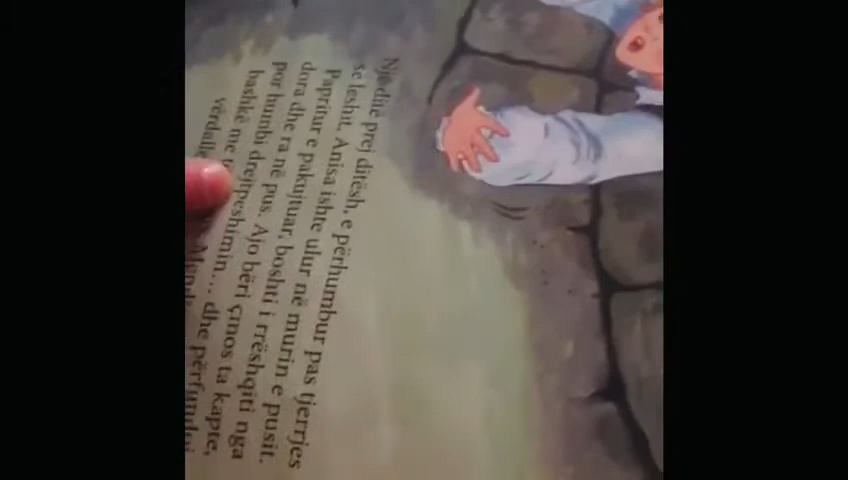 Një ditë prej ditësh, e përhumbur pas tjerrjes
së leshit, Anisa ishte ulur në murin e pusit.
Papritur e pakujtuar, boshti i rrëshqiti nga
dora dhe ra në pus. Ajo bëri çmos ta kapte,
por humbi drejtpeshimin... dhe përfundoi
bashkë me